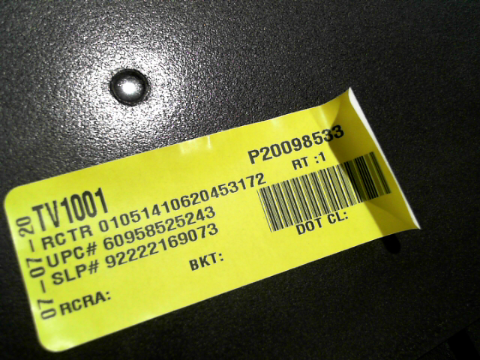 P20098533
RT :1
07-07-20
TV1001
RCTR 01051410620453172
UPC# 60958525243
SLP# 92222169073
DOT CL:
BKT:
RCRA: